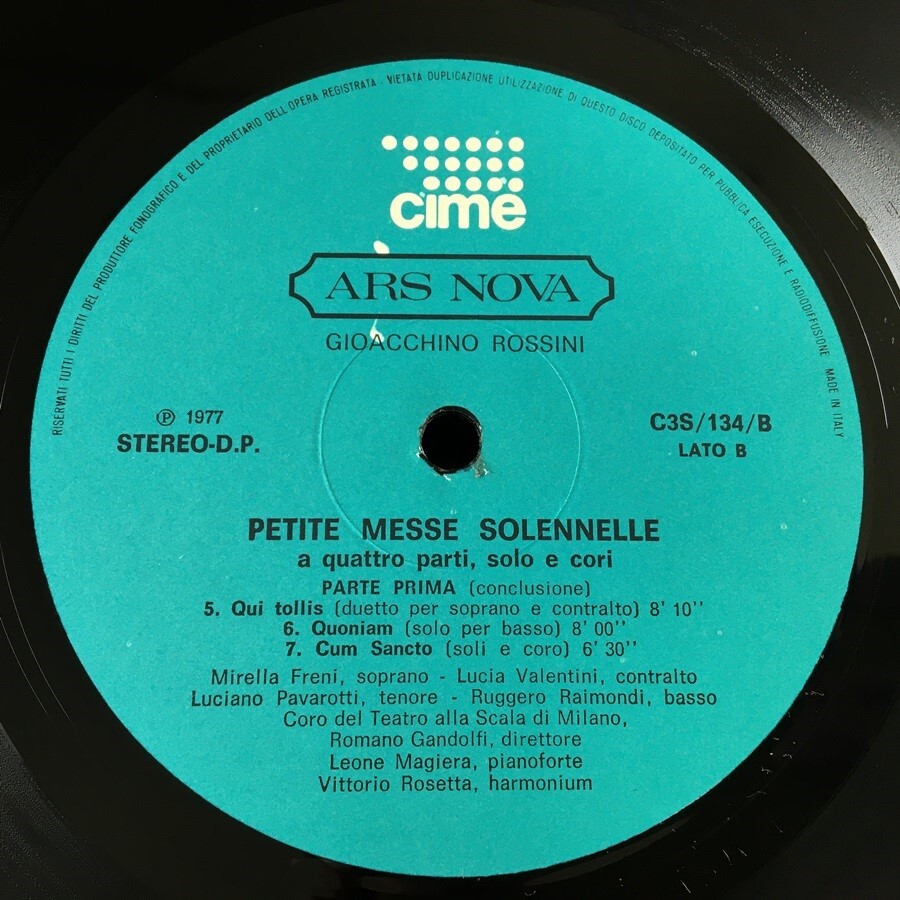 RISERVATI TUTTI I DIRITTI DEL PRODUTTORE FONOGRAFICO E DEL PROPRIETARIO DELL'OPERA REGISTRATA - VIETATA DUPLICAZIONE UTILIZZAZIONE DI QUESTO DISCO DEPOSITATO PER PUBBLICA ESECUZIONE E RADIODIFFUSIONE MADE IN ITALY
cime
ARS NOVA
GIOACCHINO ROSSINI
Ⓟ 1977
STEREO-D.P.
C3S/134/B
LATO B
PETITE MESSE SOLENNELLE
a quattro parti, solo e cori
PARTE PRIMA (conclusione)
5. Qui tollis (duetto per soprano e contralto) 8' 10''
6. Quoniam (solo per basso) 8' 00''
7. Cum Sancto (soli e coro) 6' 30''
Mirella Freni, soprano - Lucia Valentini, contralto
Luciano Pavarotti, tenore - Ruggero Raimondi, basso
Coro del Teatro alla Scala di Milano,
Romano Gandolfi, direttore
Leone Magiera, pianoforte
Vittorio Rosetta, harmonium